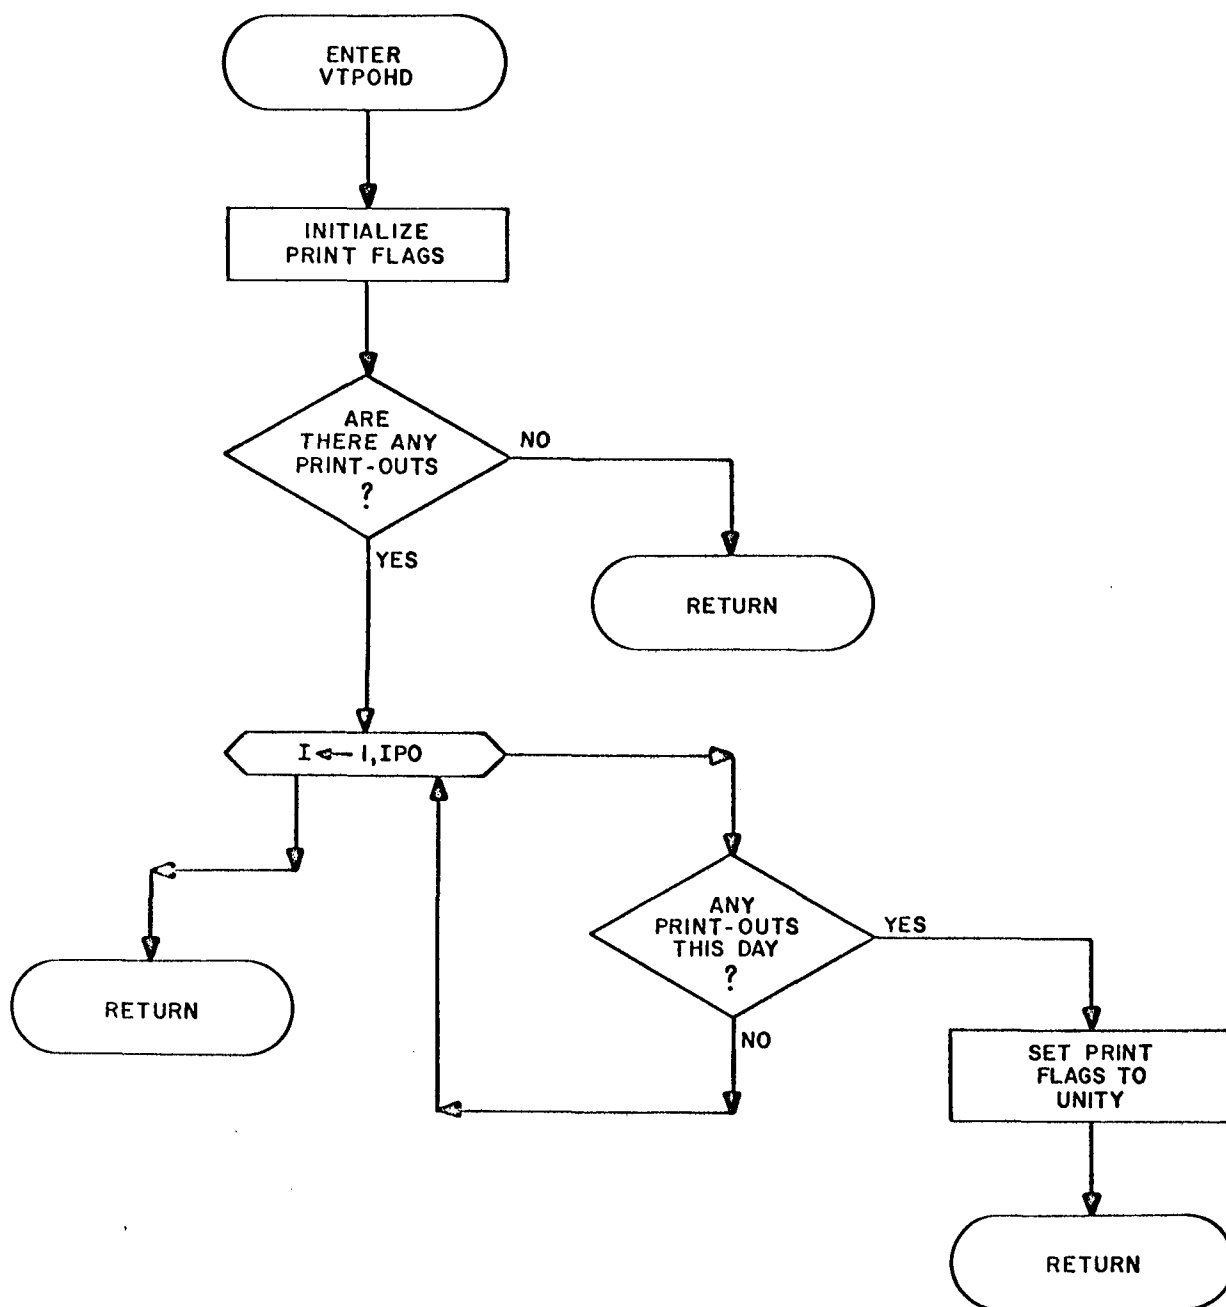 ENTER
VTPOHD
INITIALIZE
PRINT FLAGS
ARE
THERE ANY
PRINT-OUTS
?
NO
YES
RETURN
I ← 1, IPO
ANY
PRINT-OUTS
THIS DAY
?
YES
NO
RETURN
SET PRINT
FLAGS TO
UNITY
RETURN